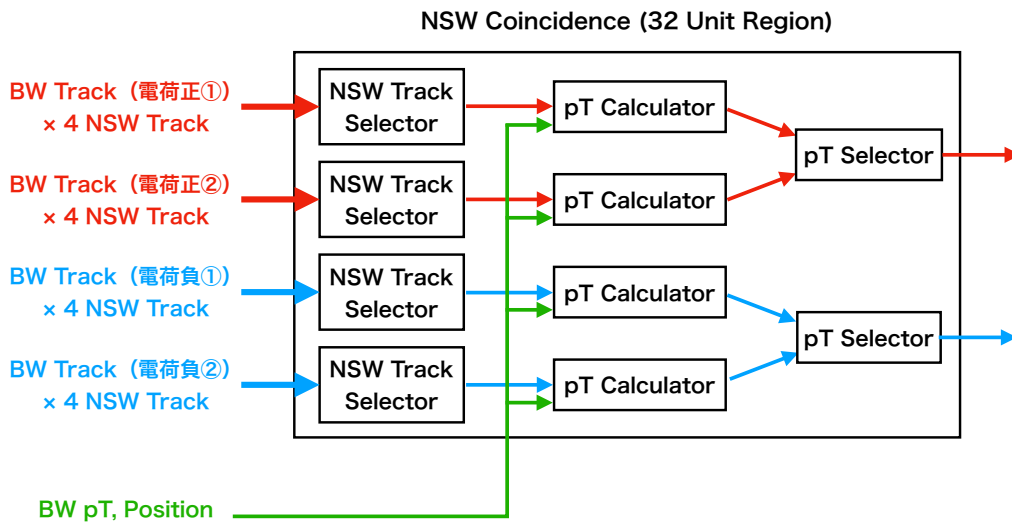 NSW Coincidence (32 Unit Region)
BW Track（電荷正①）
× 4 NSW Track
NSW Track
Selector
pT Calculator
pT Selector
BW Track（電荷正②）
× 4 NSW Track
NSW Track
Selector
pT Calculator
BW Track（電荷負①）
× 4 NSW Track
NSW Track
Selector
pT Calculator
pT Selector
BW Track（電荷負②）
× 4 NSW Track
NSW Track
Selector
pT Calculator
BW pT, Position